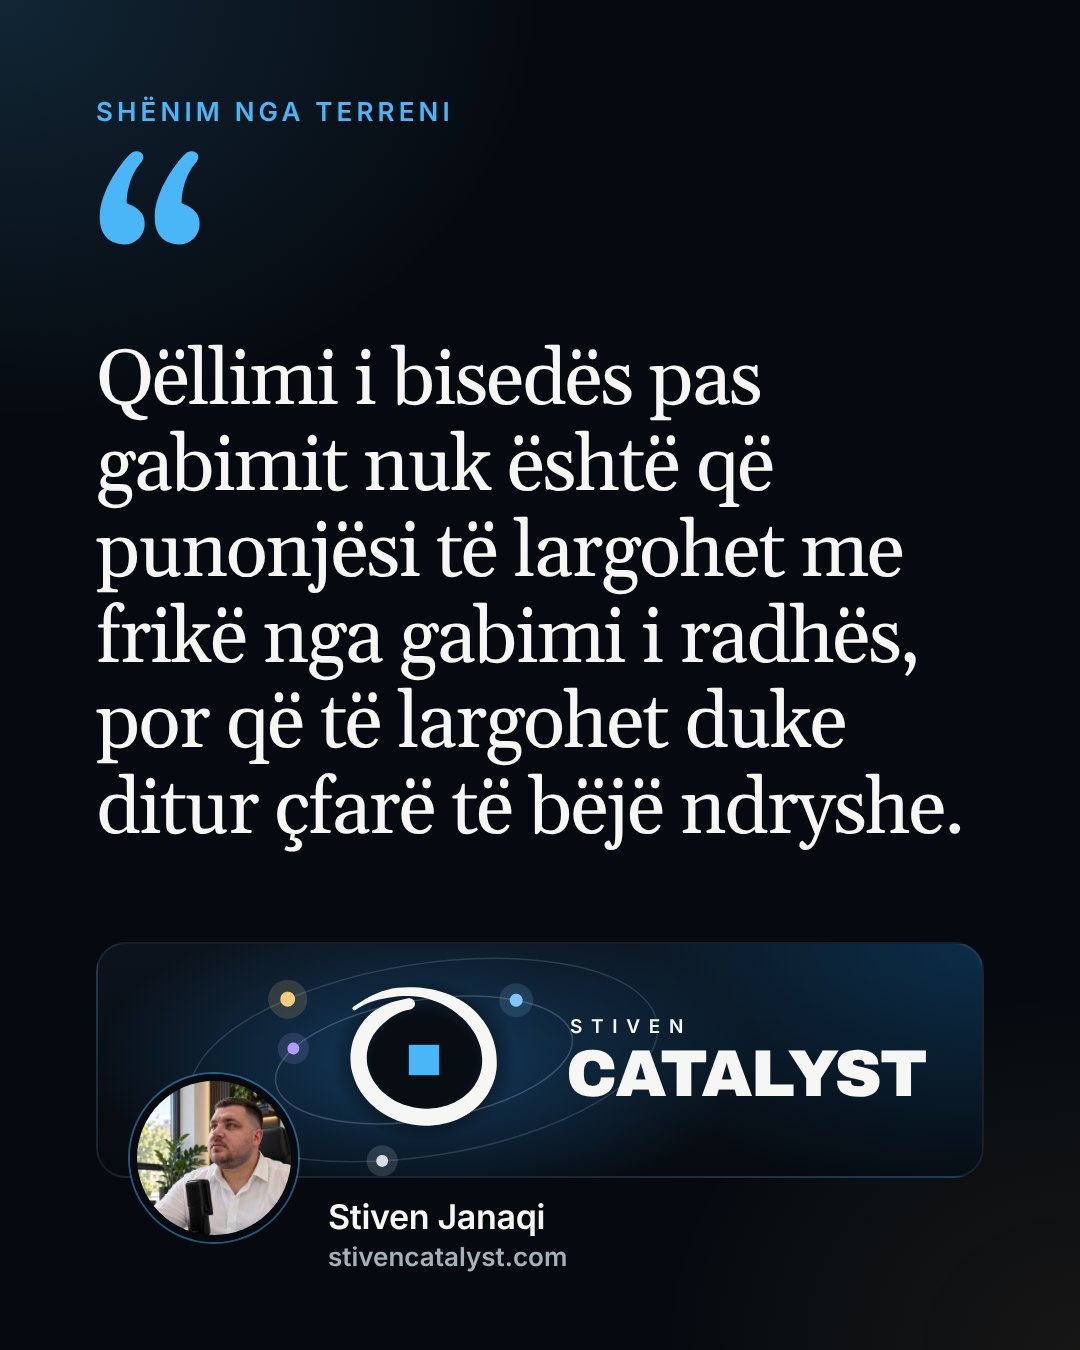 SHËNIM NGA TERRENI
“
Qëllimi i bisedës pas
gabimit nuk është që
punonjësi të largohet me
frikë nga gabimi i radhës,
por që të largohet duke
ditur çfarë të bëjë ndryshe.
STIVEN
CATALYST
Stiven Janaqi
stivencatalyst.com